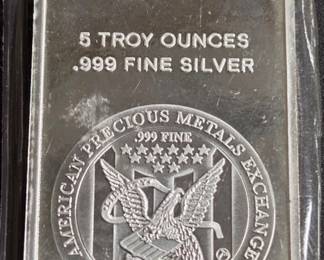 5 TROY OUNCES
.999 FINE SILVER
AMERICAN PRECIOUS METALS EXCHANGE
.999 FINE